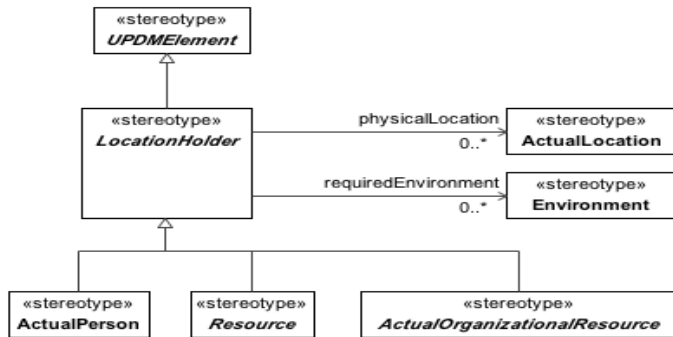 «stereotype»
UPDMElement
«stereotype»
LocationHolder
physicalLocation
0..*
«stereotype»
ActualLocation
requiredEnvironment
0..*
«stereotype»
Environment
«stereotype»
ActualPerson
«stereotype»
Resource
«stereotype»
ActualOrganizationalResource